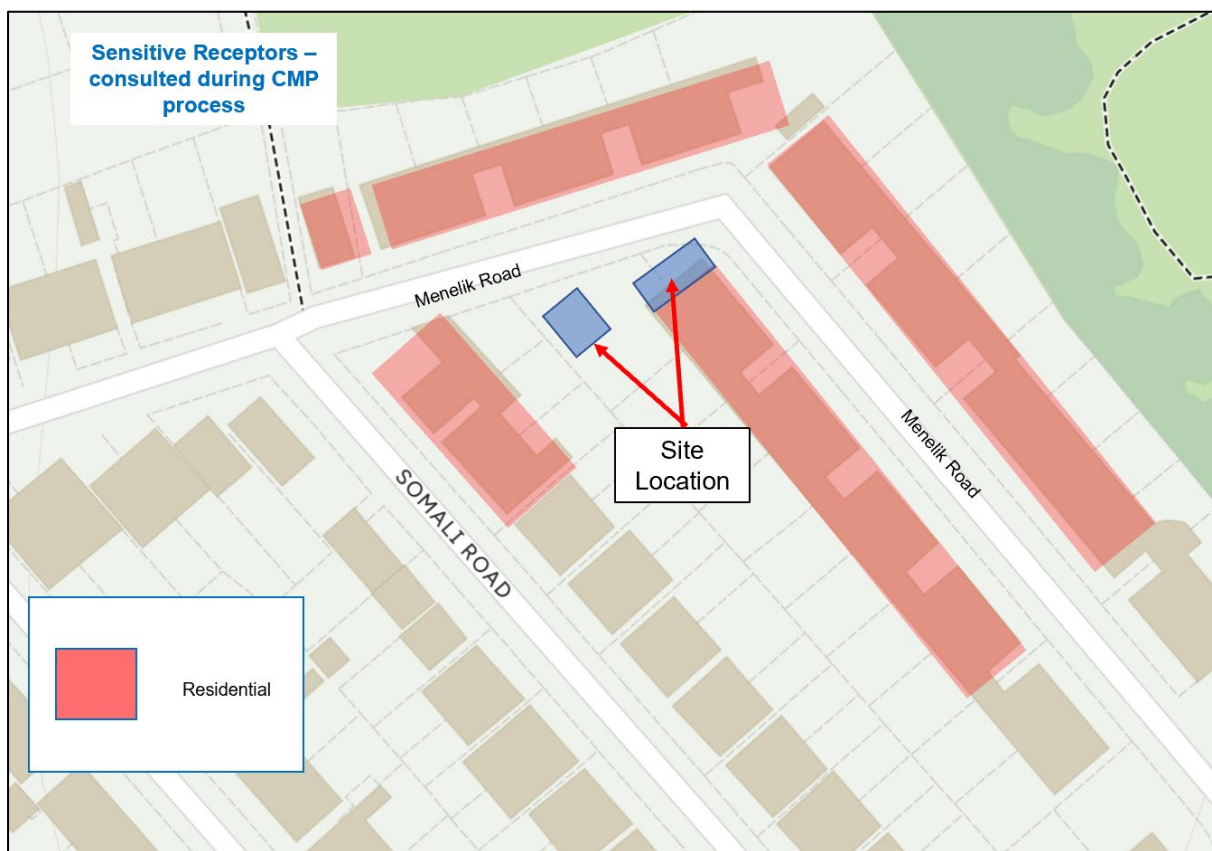 Sensitive Receptors –
consulted during CMP
process
Menelik Road
Site
Location
Menelik Road
SOMALI ROAD
Residential